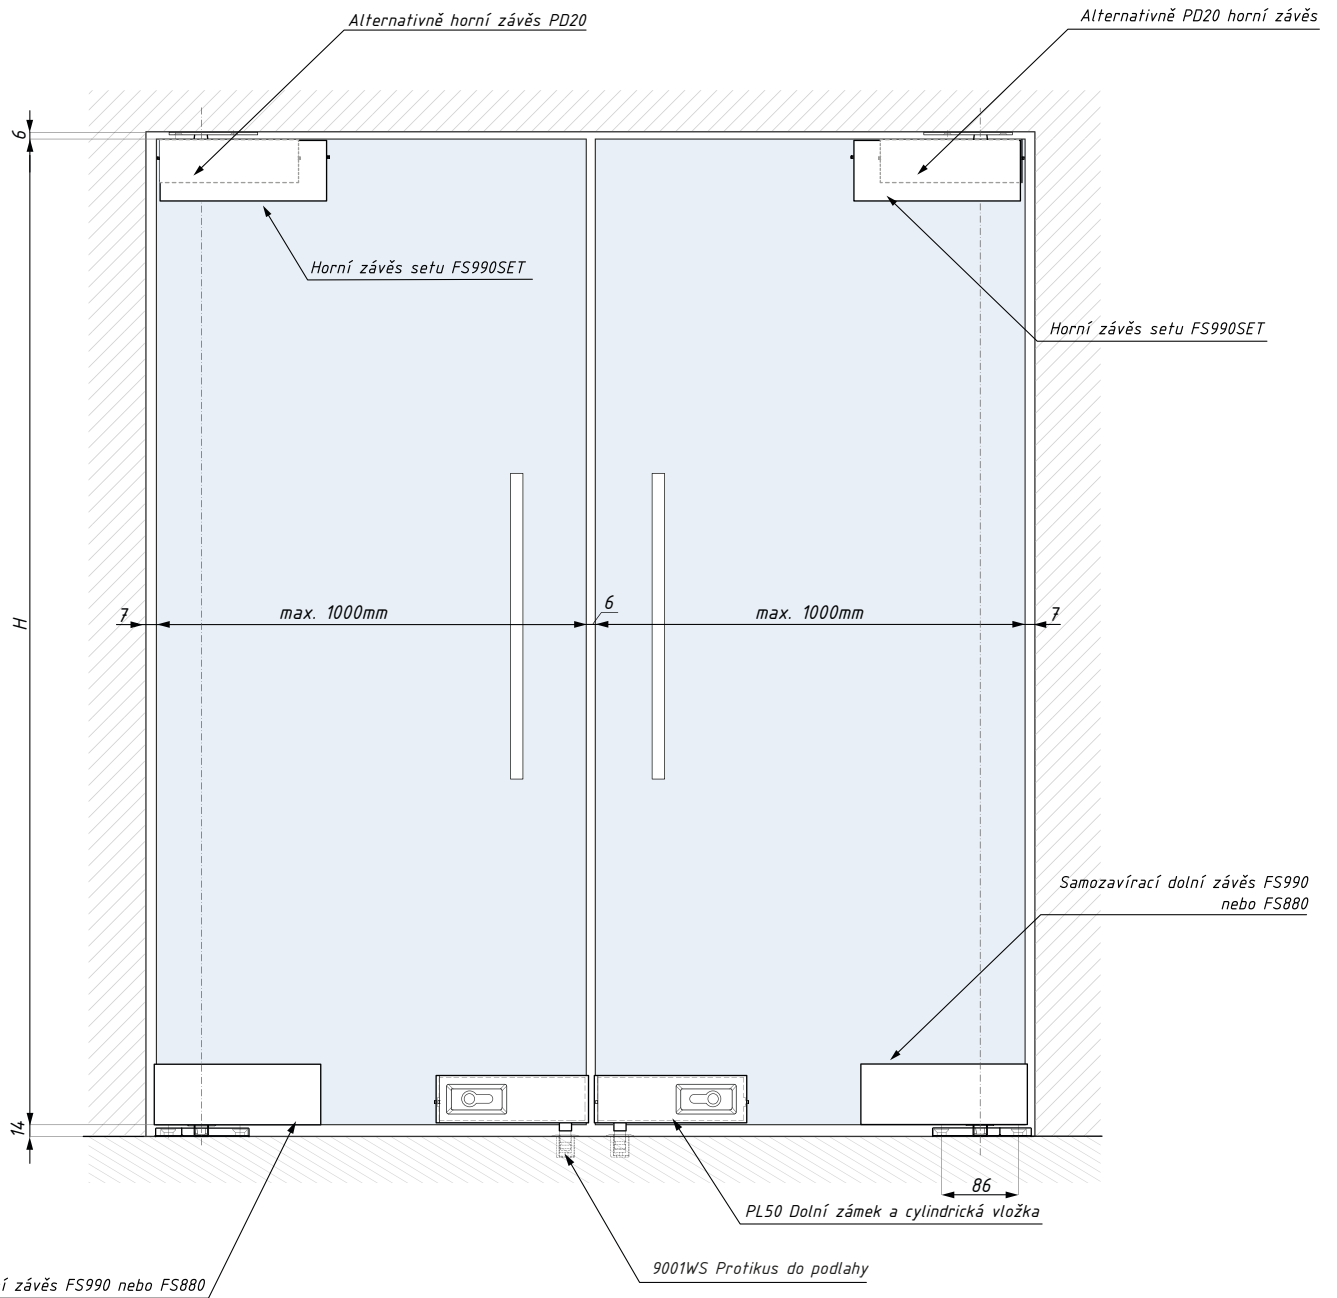 Alternativně horní závěs PD20
Alternativně PD20 horní závěs
6
Horní závěs setu FS990SET
Horní závěs setu FS990SET
H
7
max. 1000mm
6
max. 1000mm
7
Samozavírací dolní závěs FS990
nebo FS880
14
86
PL50 Dolní zámek a cylindrická vložka
9001WS Protikus do podlahy
závěs FS990 nebo FS880